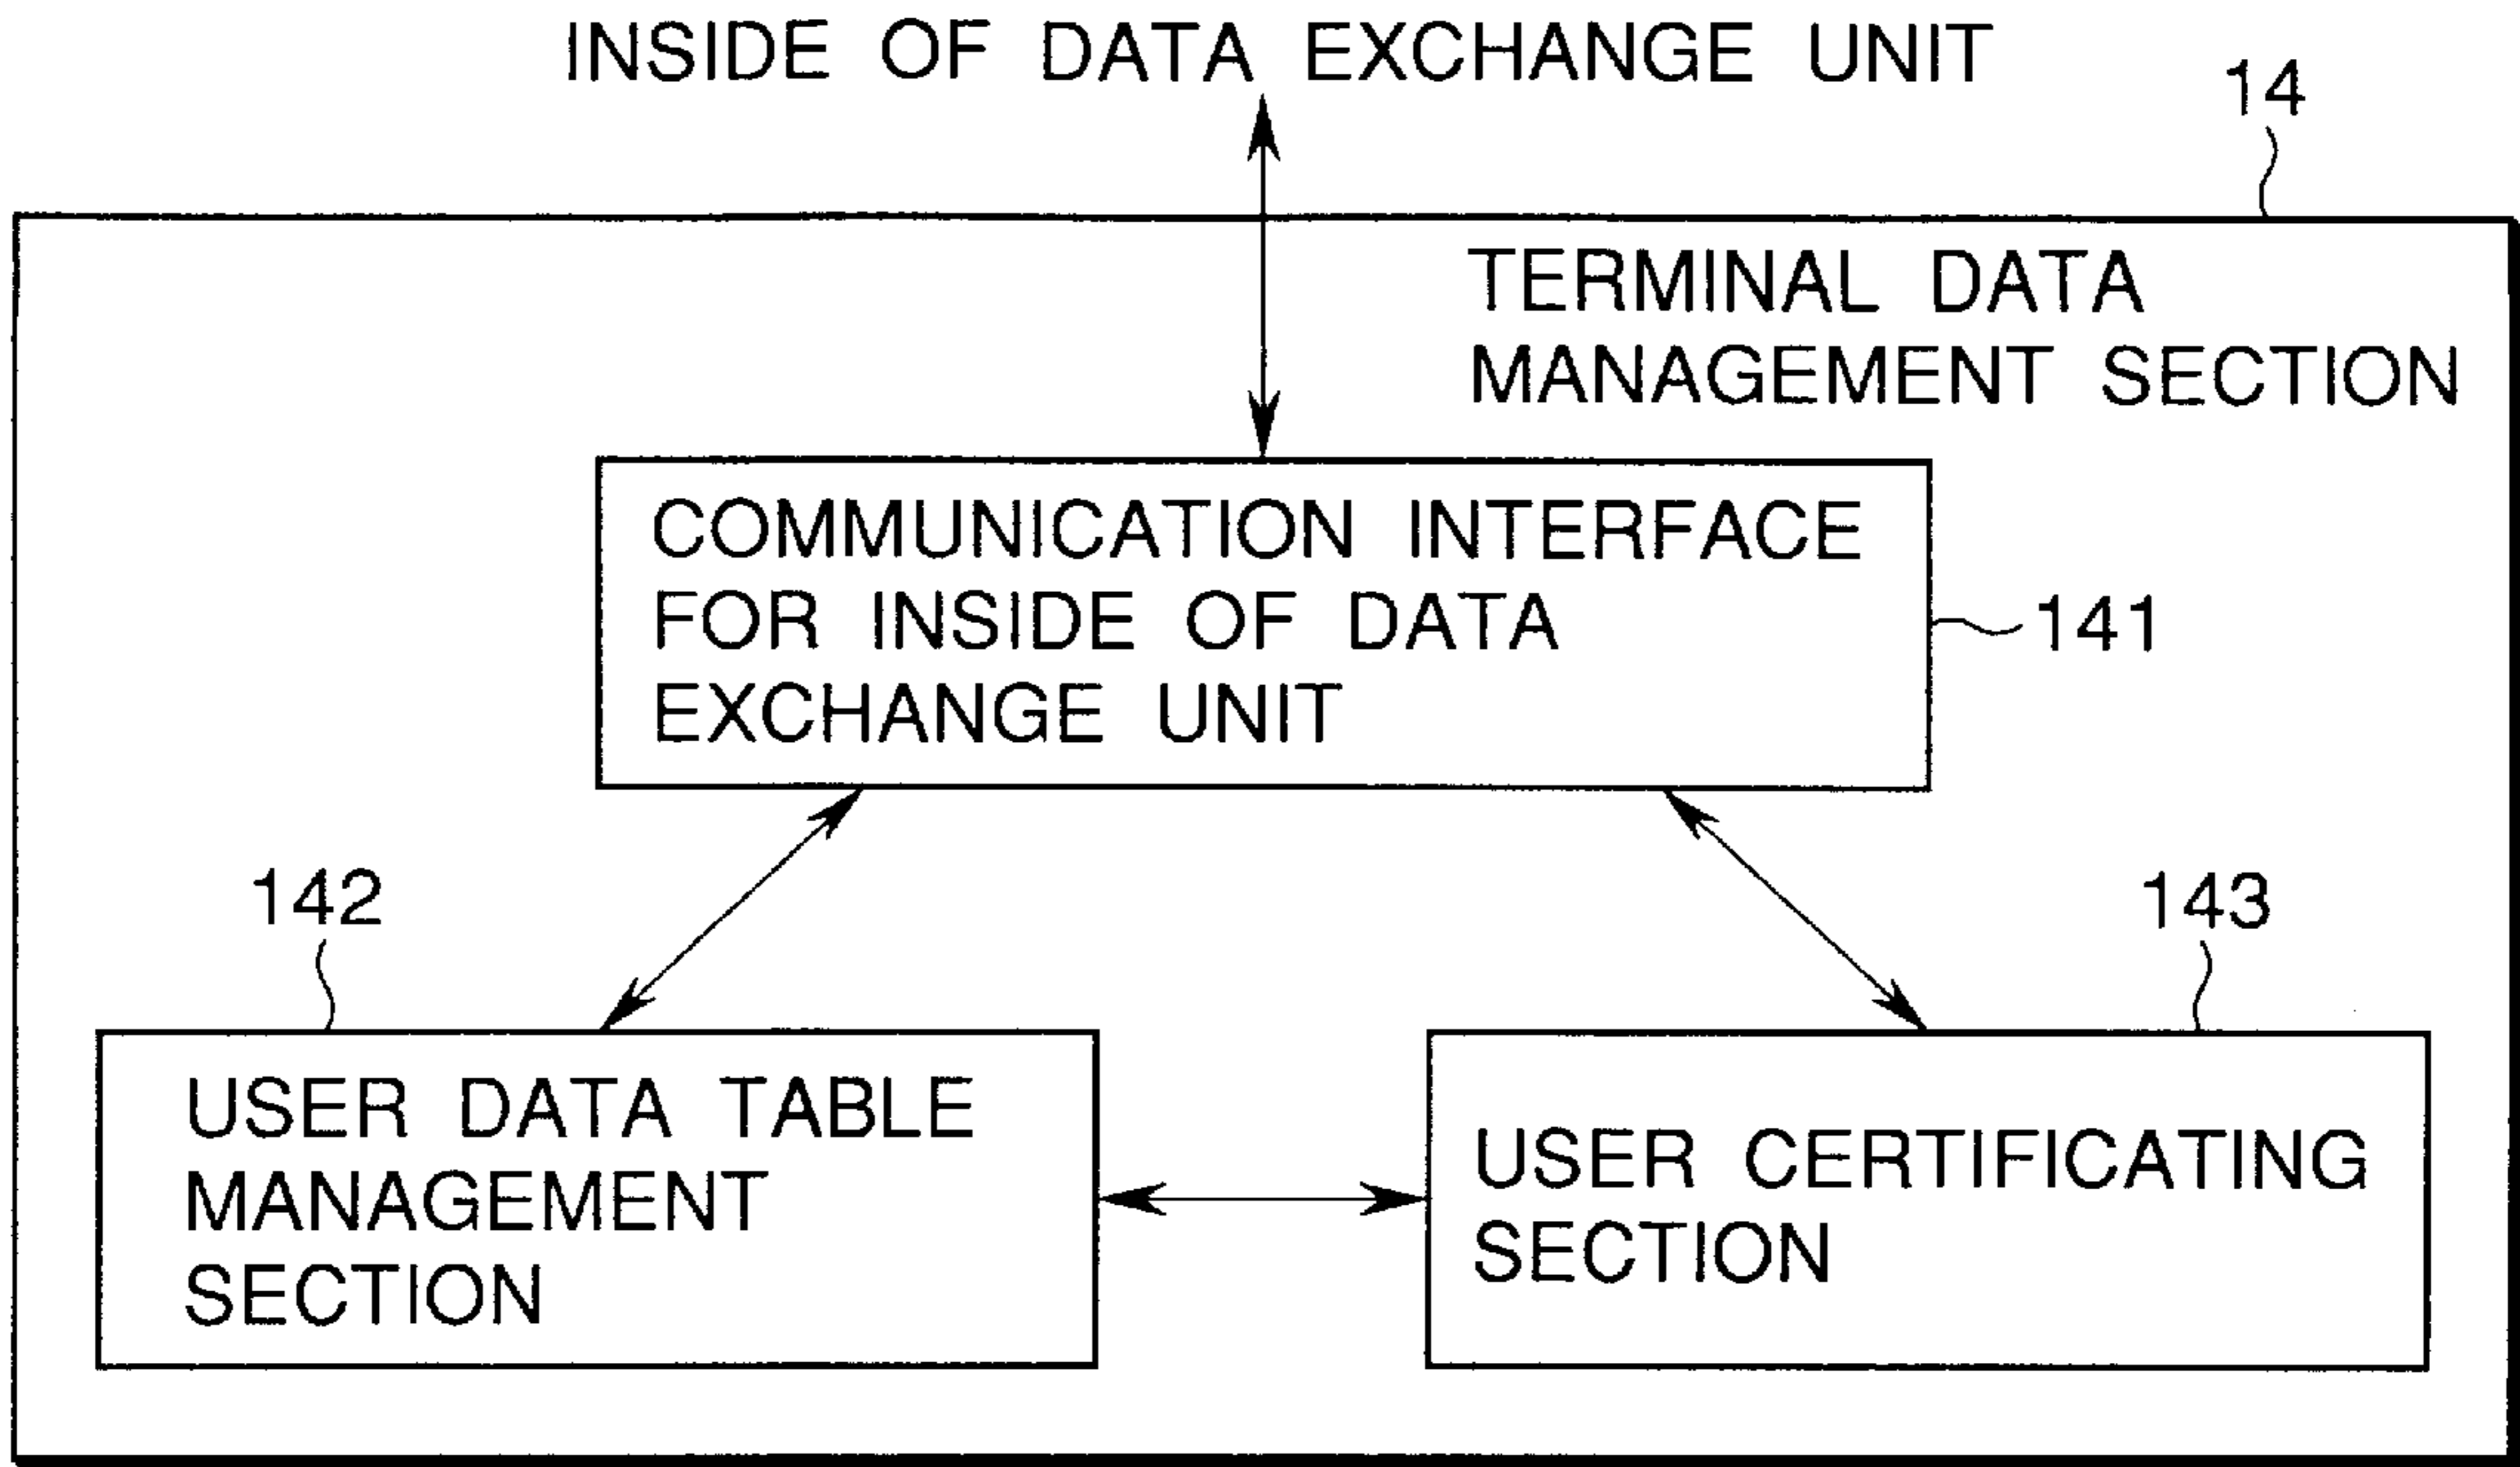 INSIDE OF DATA EXCHANGE UNIT
14
TERMINAL DATA
MANAGEMENT SECTION
COMMUNICATION INTERFACE
FOR INSIDE OF DATA
EXCHANGE UNIT
141
142
143
USER DATA TABLE
MANAGEMENT
SECTION
USER CERTIFICATING
SECTION